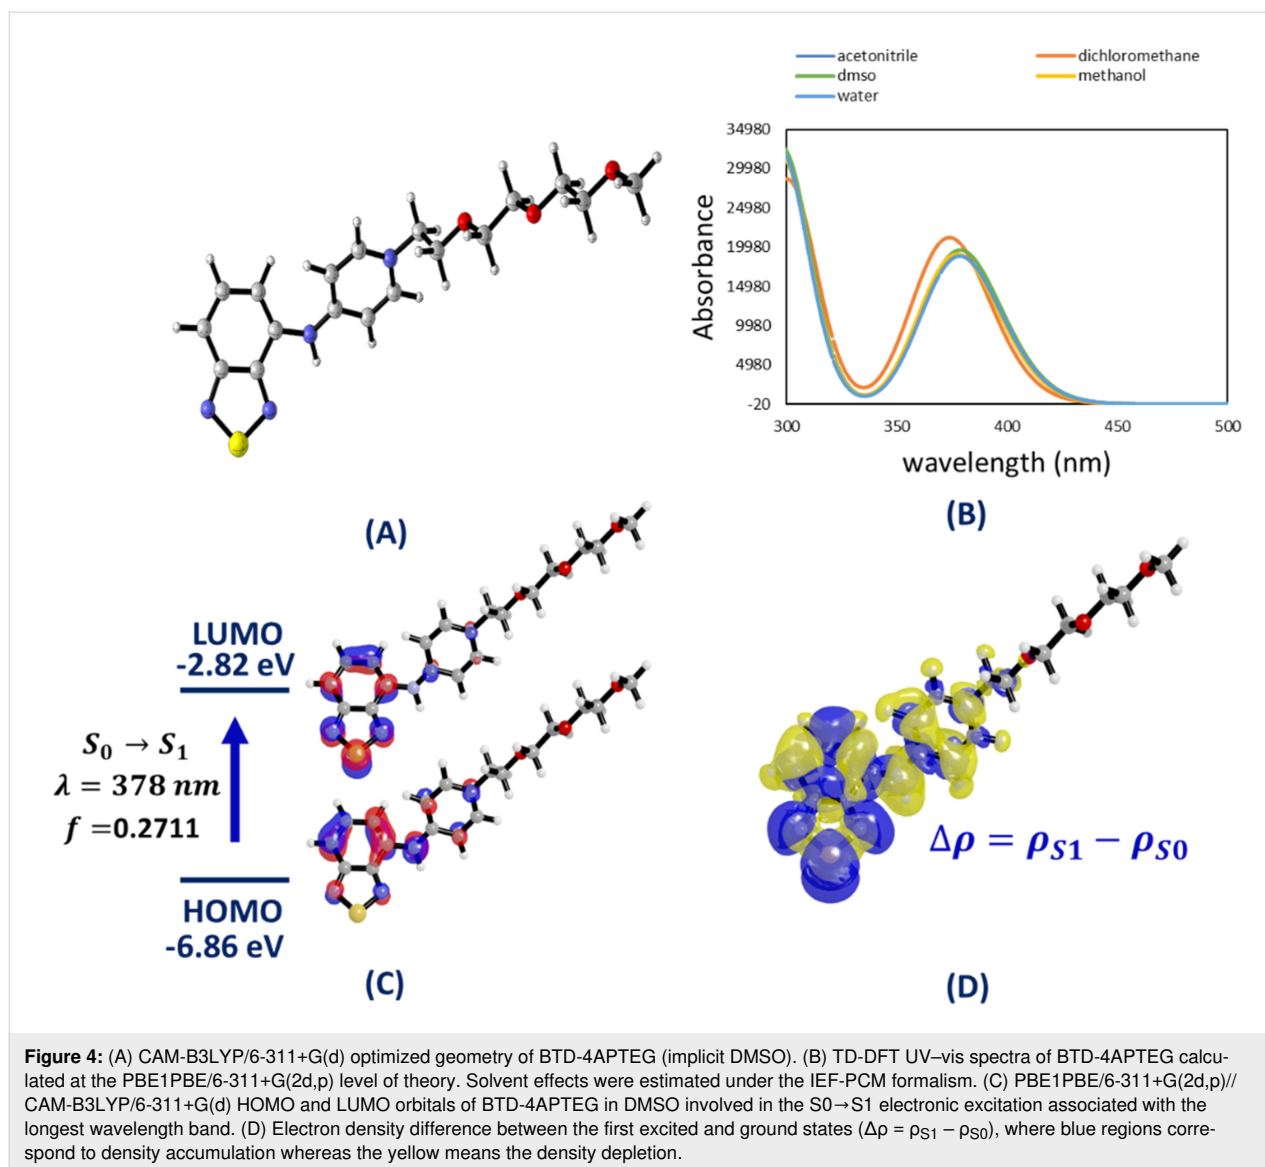 acetonitrile
dichloromethane
dmso
methanol
water
34980
29980
24980
19980
14980
9980
4980
-20
Absorbance
300
350
400
450
500
wavelength (nm)
(A)
(B)
LUMO
-2.82 eV
S0 → S1
λ = 378 nm
f =0.2711
HOMO
-6.86 eV
Δρ = ρS1 − ρS0
(C)
(D)
Figure 4: (A) CAM-B3LYP/6-311+G(d) optimized geometry of BTD-4APTEG (implicit DMSO). (B) TD-DFT UV–vis spectra of BTD-4APTEG calcu-
lated at the PBE1PBE/6-311+G(2d,p) level of theory. Solvent effects were estimated under the IEF-PCM formalism. (C) PBE1PBE/6-311+G(2d,p)//
CAM-B3LYP/6-311+G(d) HOMO and LUMO orbitals of BTD-4APTEG in DMSO involved in the S0→S1 electronic excitation associated with the
longest wavelength band. (D) Electron density difference between the first excited and ground states (Δρ = ρS1 – ρS0), where blue regions corre-
spond to density accumulation whereas the yellow means the density depletion.